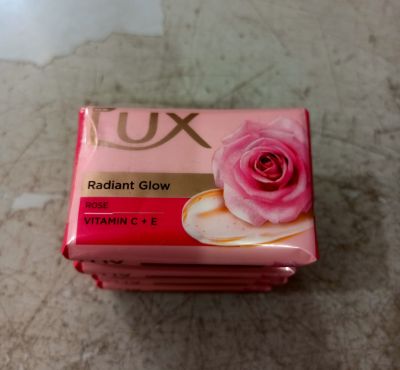 LUX
Radiant Glow
ROSE
VITAMIN C + E